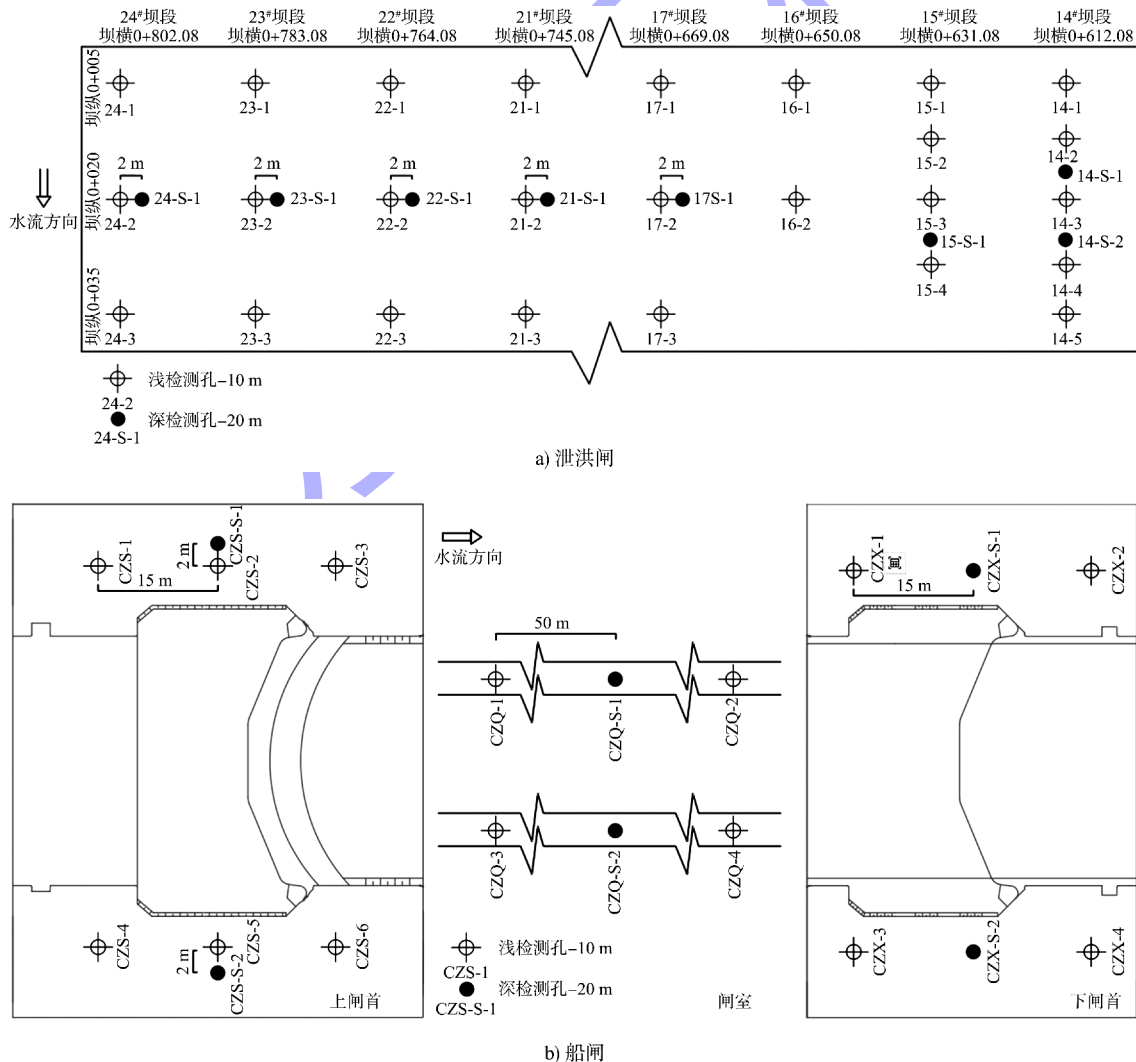 24#坝段 23#坝段 22#坝段 21#坝段 17#坝段 16#坝段 15#坝段 14#坝段
坝横0+802.08 坝横0+783.08 坝横0+764.08 坝横0+745.08 坝横0+669.08 坝横0+650.08 坝横0+631.08 坝横0+612.08
坝纵0+005
24-1 23-1 22-1 21-1 17-1 16-1 15-1 14-1
15-2 14-2
2 m 2 m 2 m 2 m 2 m
14-S-1
坝纵0+020
24-S-1 23-S-1 22-S-1 21-S-1 17S-1
水流方向
24-2 23-2 22-2 21-2 17-2 16-2 15-3 14-3
15-S-1 14-S-2
15-4 14-4
坝纵0+035
24-3 23-3 22-3 21-3 17-3 14-5
浅检测孔–10 m
24-2
深检测孔–20 m
24-S-1
a) 泄洪闸
CZS-1
15 m
2 m
CZS-S-1
CZS-2
CZS-3
水流方向
CZX-1
15 m
CZX-S-1
CZX-2
50 m
CZQ-1
CZQ-S-1
CZQ-2
CZQ-3
CZQ-S-2
CZQ-4
CZS-4
2 m
CZS-5
CZS-S-2
CZS-6
上闸首
浅检测孔–10 m
CZS-1
深检测孔–20 m
CZS-S-1
闸室
CZX-3
CZX-S-2
CZX-4
下闸首
b) 船闸